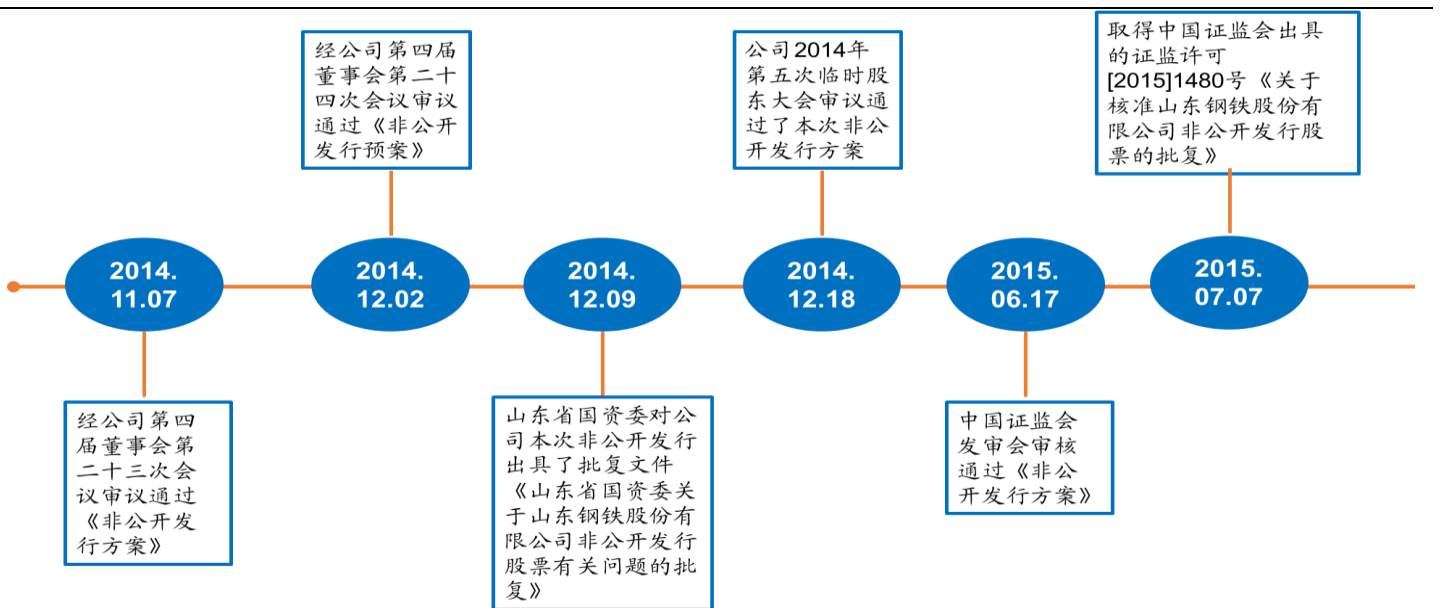 经公司第四届
董事会第二十
四次会议审议
通过《非公开
发行预案》
公司2014年
第五次临时股
东大会审议通
过了本次非公
开发行方案
取得中国证监会出具
的证监许可
[2015]1480号《关于
核准山东钢铁股份有
限公司非公开发行股
票的批复》
2014.
11.07
2014.
12.02
2014.
12.09
2014.
12.18
2015.
06.17
2015.
07.07
经公司第四
届董事会第
二十三次会
议审议通过
《非公开发
行方案》
山东省国资委对公
司本次非公开发行
出具了批复文件
《山东省国资委关
于山东钢铁股份有
限公司非公开发行
股票有关问题的批
复》
中国证监会
发审会审核
通过《非公
开发行方案》